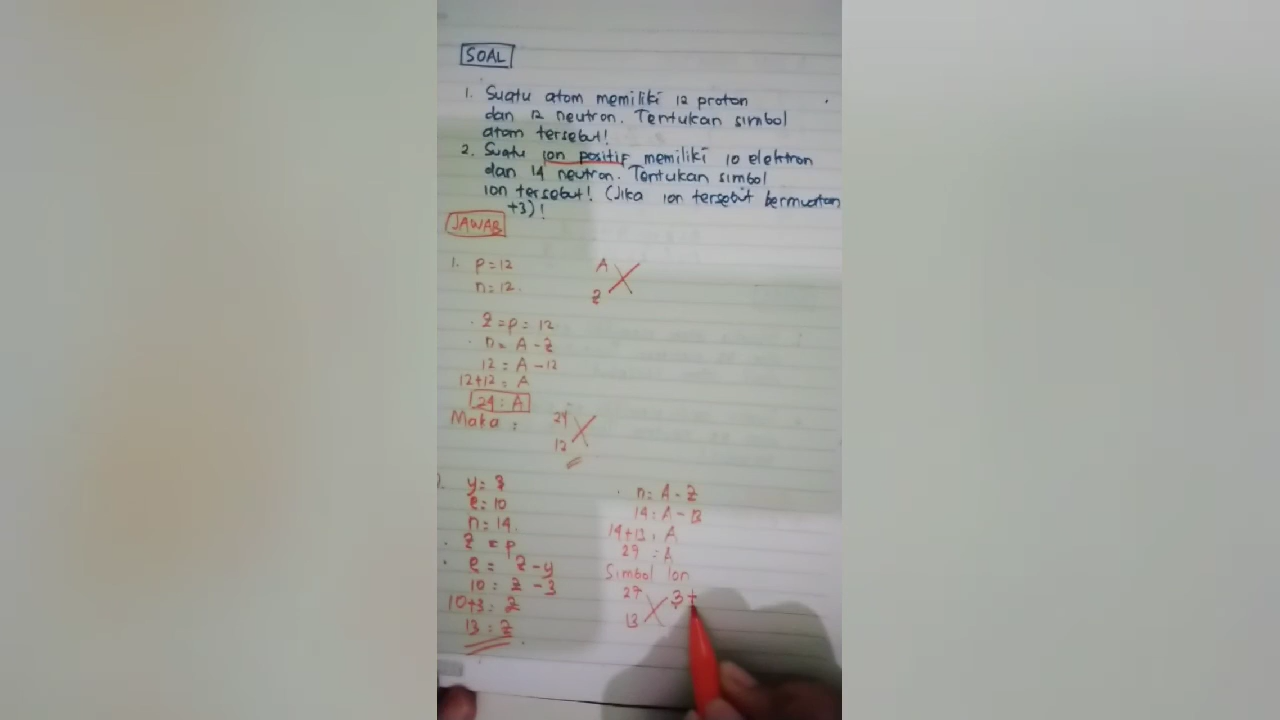 SOAL
1. Suatu atom memiliki 12 proton
dan 12 neutron. Tentukan simbol
atom tersebut!
2. Suatu ion positif memiliki 10 elektron
dan 14 neutron. Tentukan simbol
ion tersebut! (Jika ion tersebut bermuatan
+3)!
JAWAB
1. p=12
n=12.
A
X
Z
. Z=p=12
. n= A-Z
12 = A-12
12+12 = A
24 = A
Maka :
24
X
12
y= 3
e= 10
n= 14.
. Z = p
. e = Z-y
10 = Z - 3
10+3 = Z
13 = Z
. n= A-Z
14= A-13
14+13 = A
27 = A
Simbol Ion
27
X 3+
13